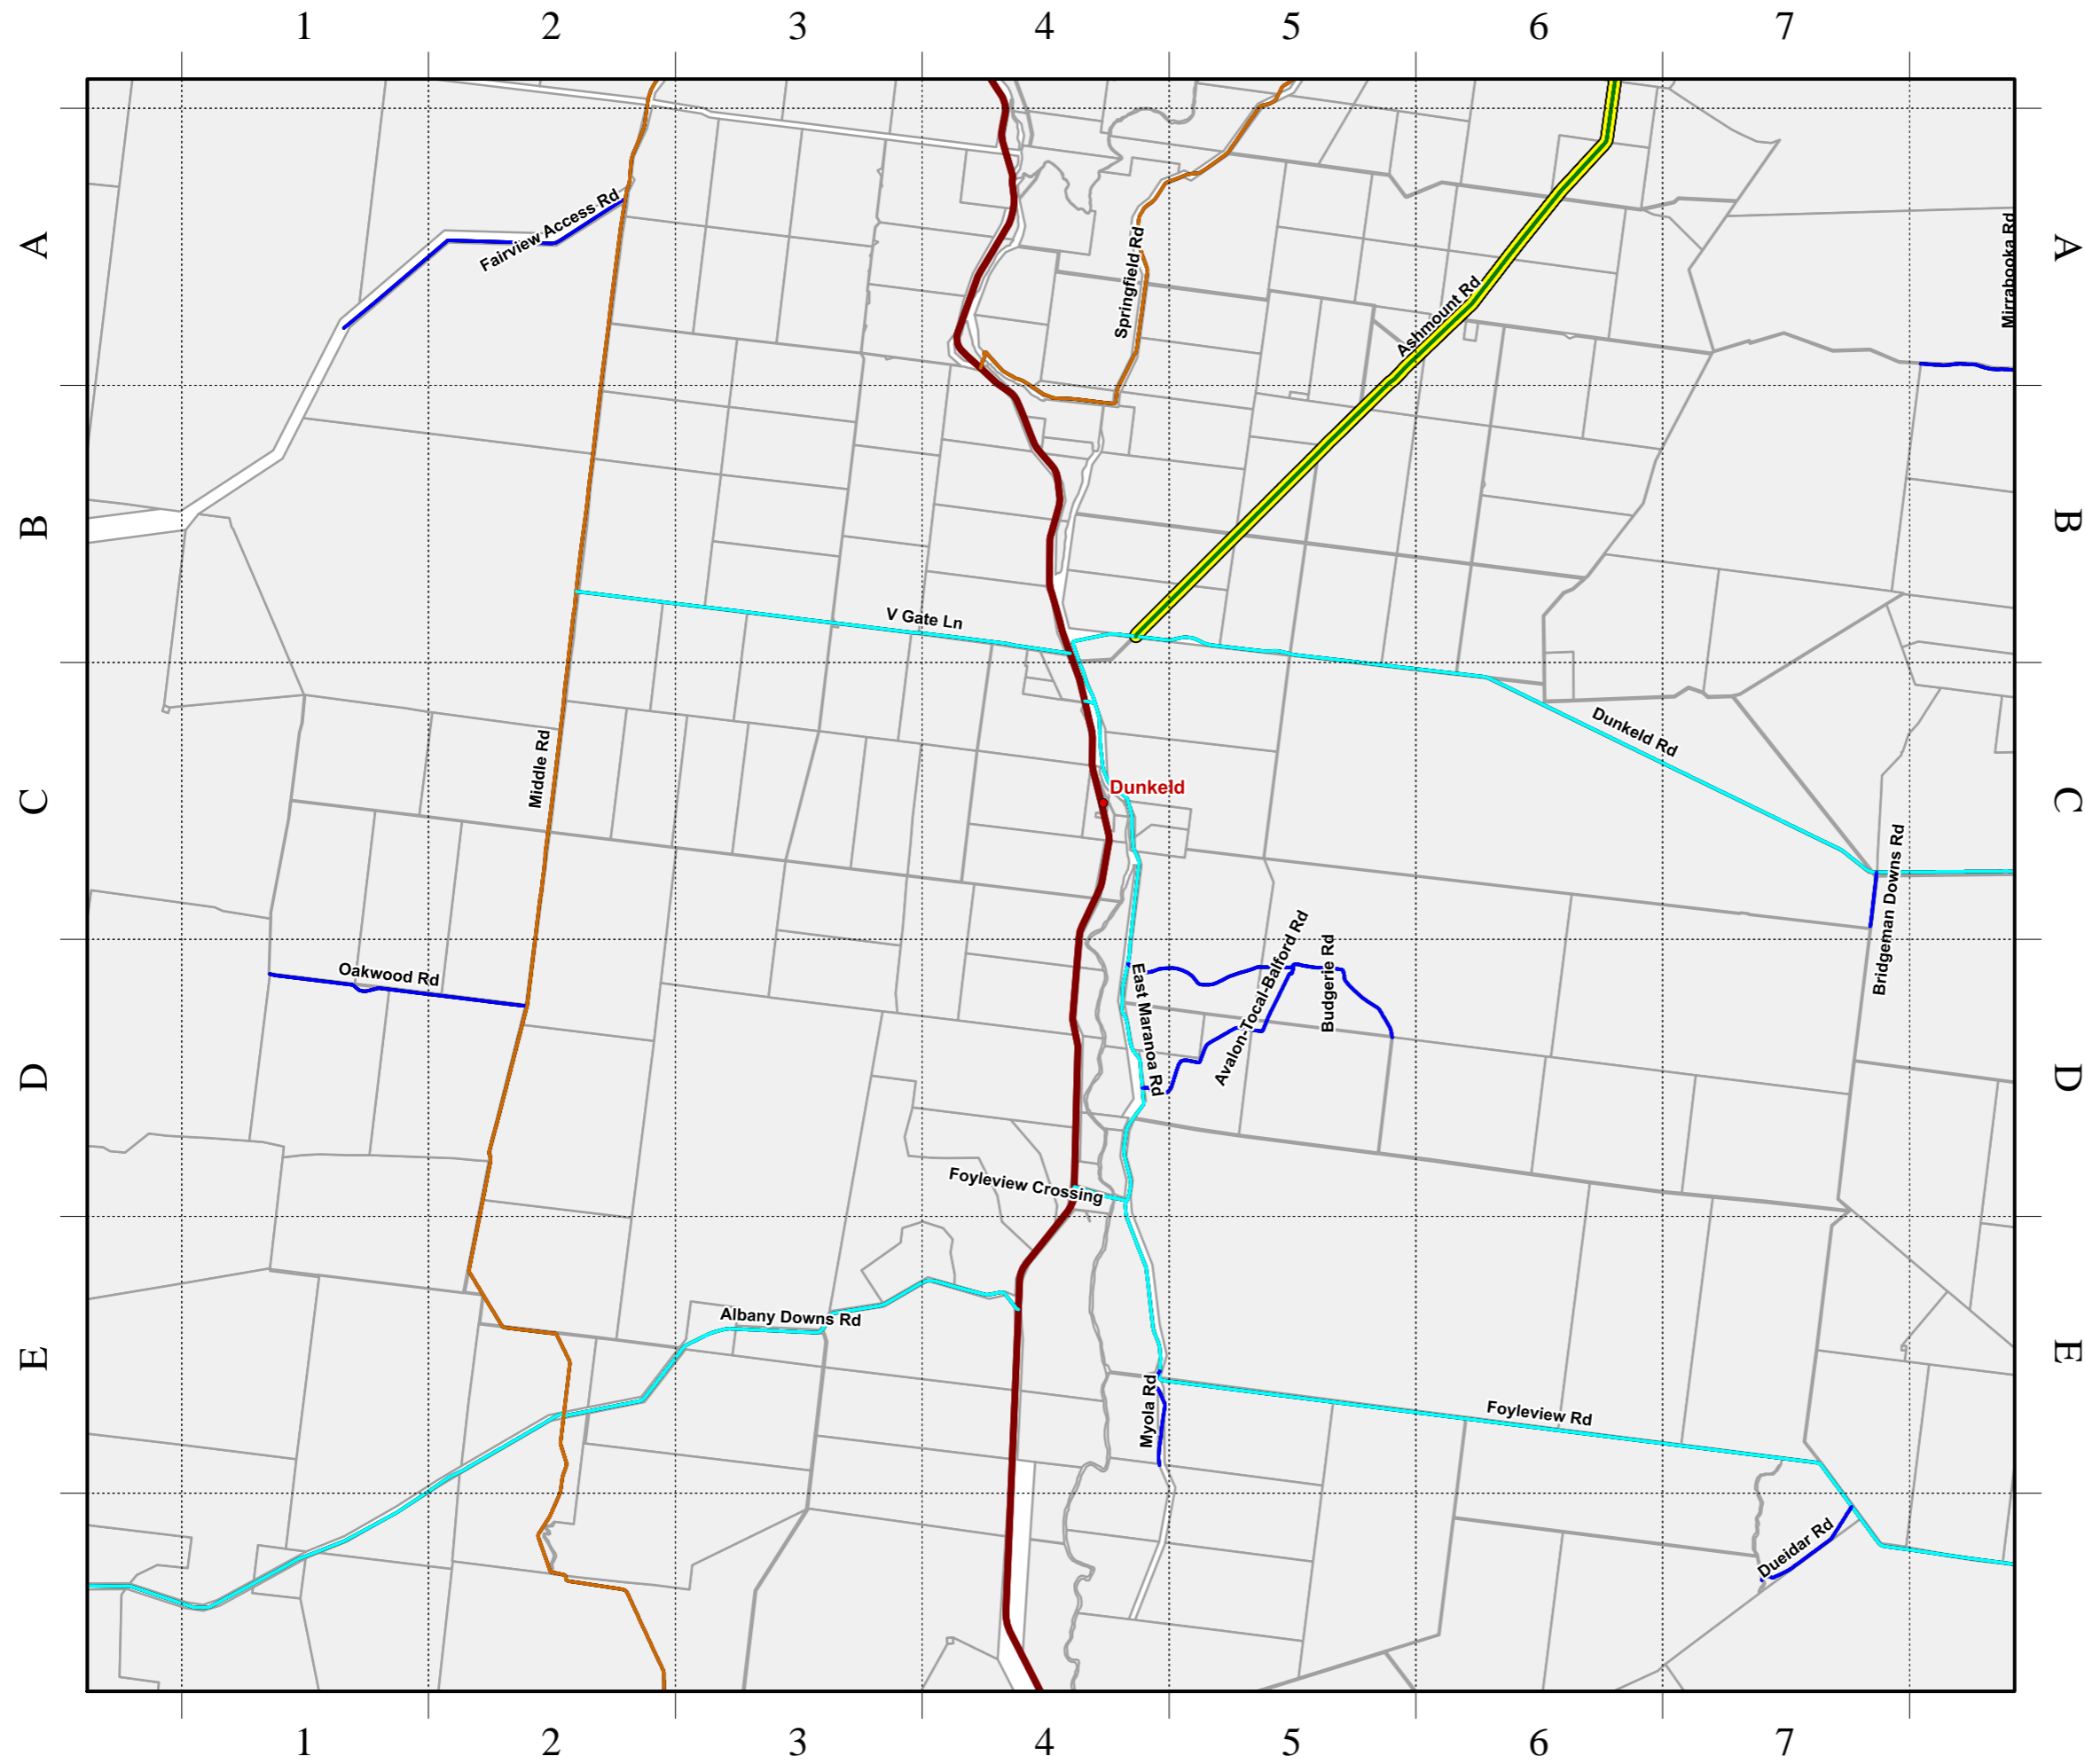 1 2 3 4 5 6 7
Fairview Access Rd
Springfield Rd
Ashmount Rd
Mirrabooka Rd
A A
B B
V Gate Ln
Dunkeld Rd
Middle Rd
Dunkeld
C C
Bridgeman Downs Rd
Oakwood Rd
East Maranoa Rd
Avalon-Tocal-Balford Rd
Budgerie Rd
D D
Foyleview Crossing
Albany Downs Rd
E E
Myola Rd
Foyleview Rd
Dueidar Rd
1 2 3 4 5 6 7